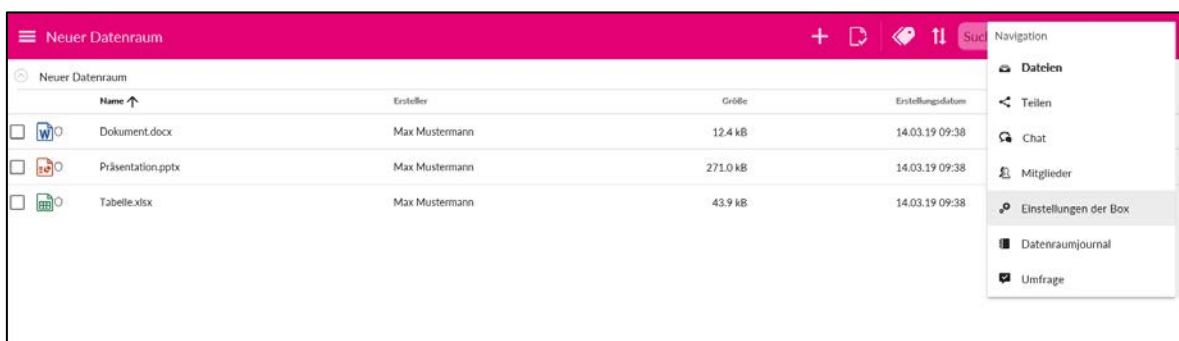 Neuer Datenraum
Such
Navigation
Neuer Datenraum
Dateien
Name Ersteller Größe Erstellungsdatum
Teilen
Dokument.docx Max Mustermann 12.4 kB 14.03.19 09:38
Chat
Präsentation.pptx Max Mustermann 271.0 kB 14.03.19 09:38
Mitglieder
Tabelle.xlsx Max Mustermann 43.9 kB 14.03.19 09:38
Einstellungen der Box
Datenraumjournal
Umfrage